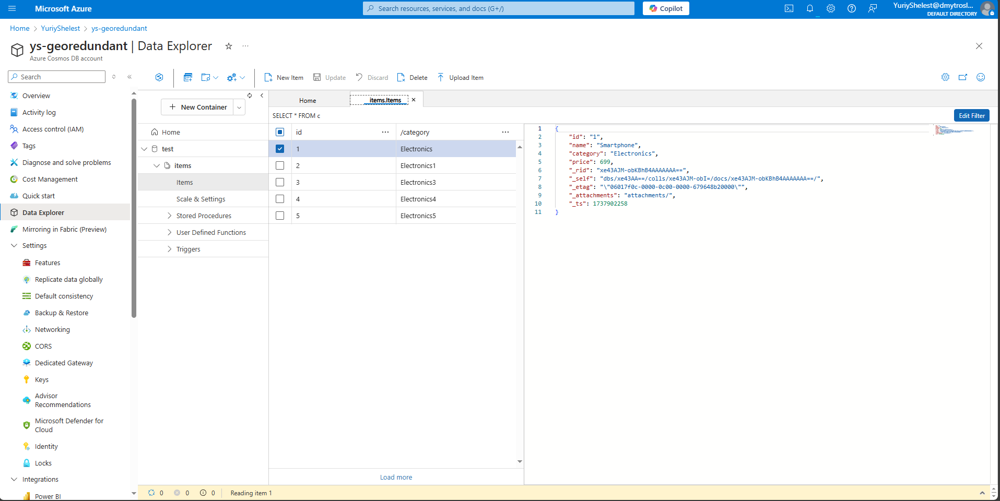 Microsoft Azure
Search resources, services, and docs (G+/)
Copilot
YuriyShelest@dmytrosl...
DEFAULT DIRECTORY
Home > YuriyShelest > ys-georedundant
ys-georedundant | Data Explorer
Azure Cosmos DB account
Search
New Item
Update
Discard
Delete
Upload Item
Overview
Activity log
Access control (IAM)
Tags
Diagnose and solve problems
Cost Management
Quick start
Data Explorer
Mirroring in Fabric (Preview)
Settings
Features
Replicate data globally
Default consistency
Backup & Restore
Networking
CORS
Dedicated Gateway
Keys
Advisor
Recommendations
Microsoft Defender for
Cloud
Identity
Locks
Integrations
Power BI
New Container
Home
test
items
Items
Scale & Settings
Stored Procedures
User Defined Functions
Triggers
Home
items.Items
SELECT * FROM c
Edit Filter
id /category
1 Electronics
2 Electronics1
3 Electronics3
4 Electronics4
5 Electronics5
Load more
1 {
2 "id": "1",
3 "name": "Smartphone",
4 "category": "Electronics",
5 "price": 699,
6 "_rid": "xe43AJM-obKBhB4AAAAAAA==",
7 "_self": "dbs/xe43AA==/colls/xe43AJM-obI=/docs/xe43AJM-obKBhB4AAAAAAA==/",
8 "_etag": "\"06017f0c-0000-0c00-0000-679648b20000\"",
9 "_attachments": "attachments/",
10 "_ts": 1737902258
11 }
0 0 0 Reading item 1